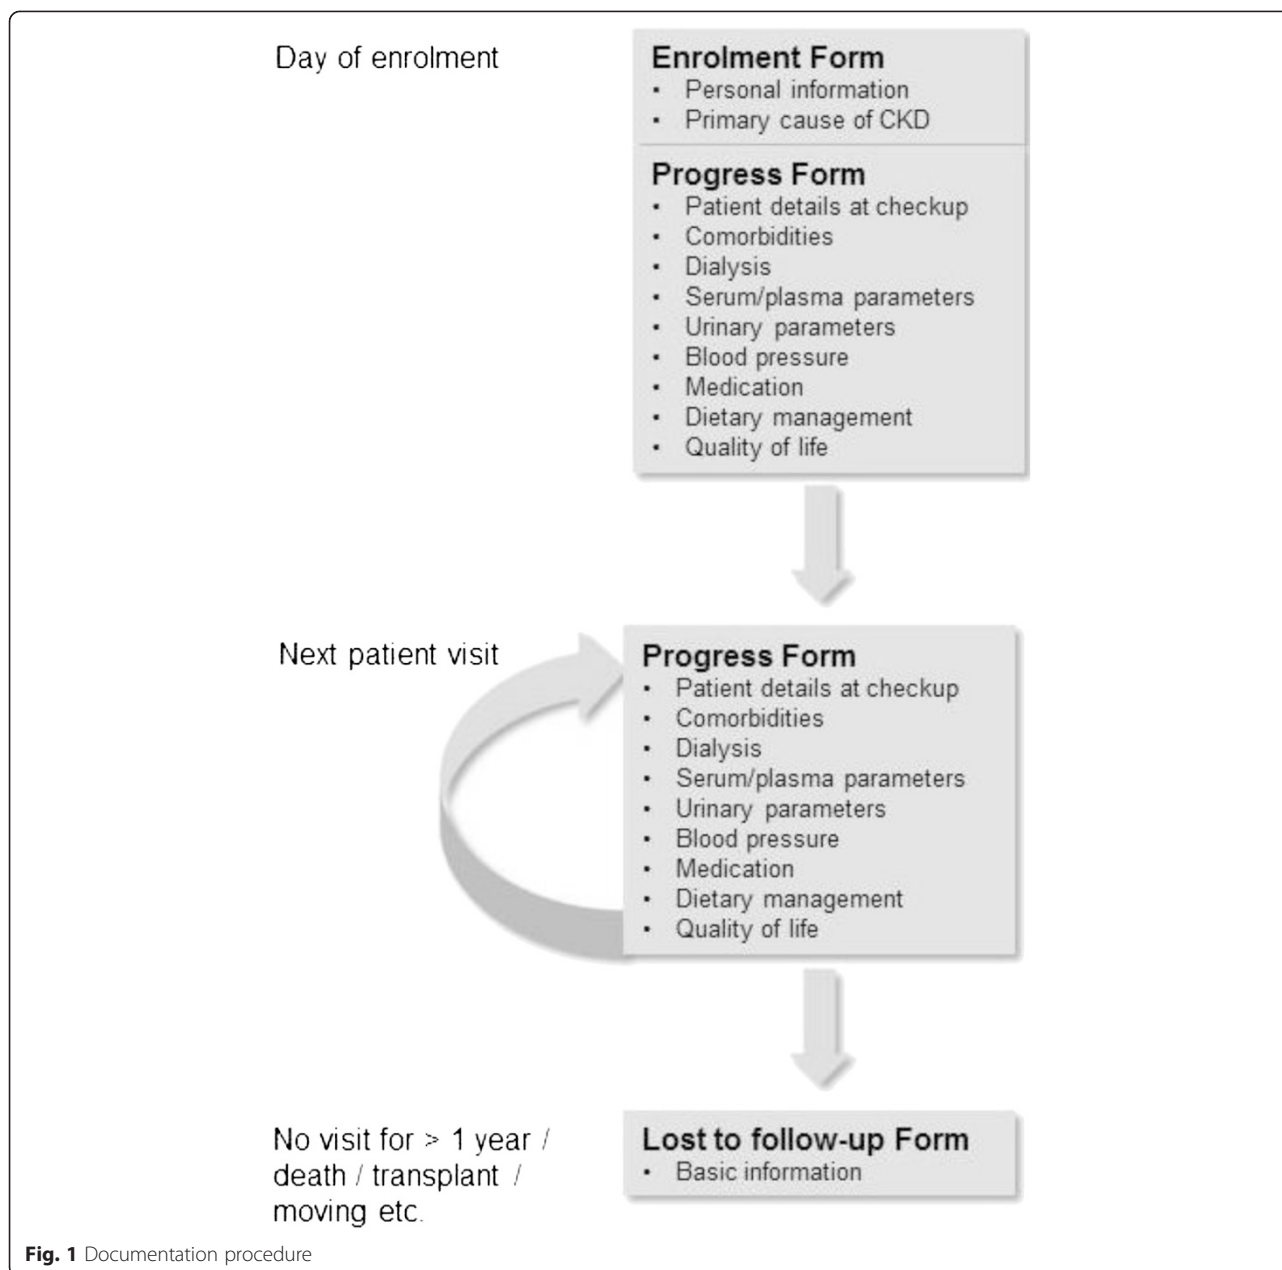 Day of enrolment
Enrolment Form
• Personal information
• Primary cause of CKD
Progress Form
• Patient details at checkup
• Comorbidities
• Dialysis
• Serum/plasma parameters
• Urinary parameters
• Blood pressure
• Medication
• Dietary management
• Quality of life
Next patient visit
Progress Form
• Patient details at checkup
• Comorbidities
• Dialysis
• Serum/plasma parameters
• Urinary parameters
• Blood pressure
• Medication
• Dietary management
• Quality of life
No visit for > 1 year /
death / transplant /
moving etc.
Lost to follow-up Form
• Basic information
Fig. 1 Documentation procedure